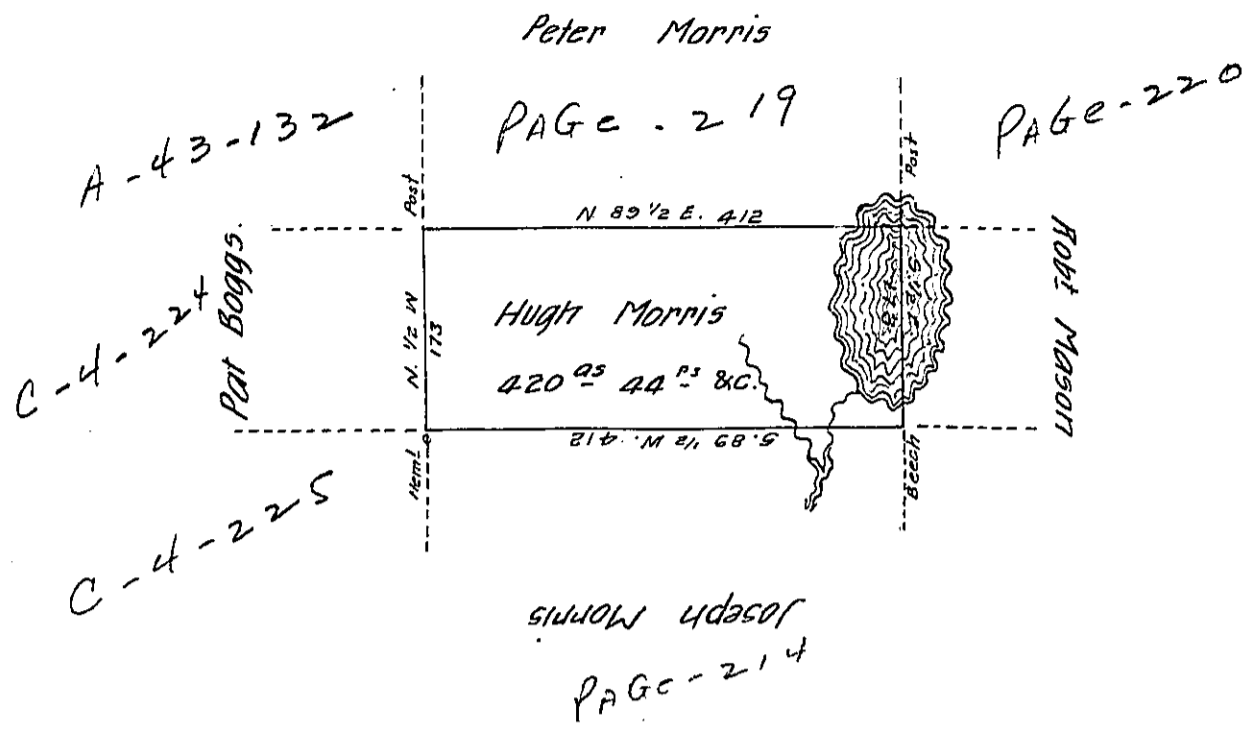 Peter Morris
PAGe - 219
PAGe - 220
A - 43 - 132
Post
Post
N 89 1/2 E. 412
Pat Boggs.
N. 1/2 W
173
Hugh Morris
420 as 44 ps &c.
Robt Mason
C - 4 - 224
S. 89 1/2 W. 412
Heml
Beech
C - 4 - 225
Joseph Morris
PAGe - 214